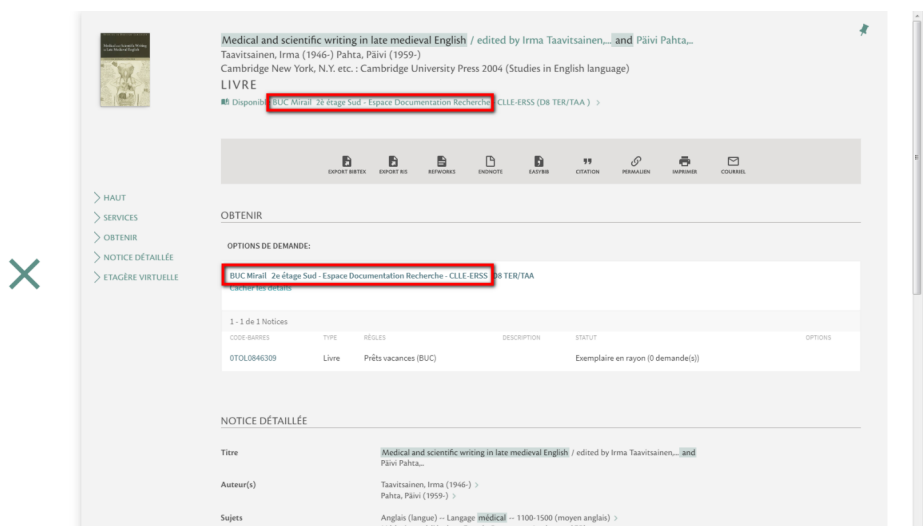 Medical and scientific writing in late medieval English / edited by Irma Taavitsainen,... and Päivi Pahta,..
Taavitsainen, Irma (1946-) Pahta, Päivi (1959-)
Cambridge New York, N.Y. etc. : Cambridge University Press 2004 (Studies in English language)
LIVRE
Disponibl BUC Mirail 2è étage Sud - Espace Documentation Recherche CLLE-ERSS (D8 TER/TAA ) >
EXPORT BIBTEX EXPORT RIS REFWORKS ENDNOTE EASYBIB CITATION PERMALIEN IMPRIMER COURRIEL
HAUT
SERVICES
OBTENIR
NOTICE DÉTAILLÉE
ETAGÈRE VIRTUELLE
OBTENIR
OPTIONS DE DEMANDE:
BUC Mirail 2e étage Sud - Espace Documentation Recherche - CLLE-ERSS D8 TER/TAA
Cacher les détails
1 - 1 de 1 Notices
CODE-BARRES TYPE RÈGLES DESCRIPTION STATUT OPTIONS
0TOL0846309 Livre Prêts vacances (BUC) Exemplaire en rayon (0 demande(s))
NOTICE DÉTAILLÉE
Titre Medical and scientific writing in late medieval English / edited by Irma Taavitsainen,... and
Päivi Pahta,..
Auteur(s) Taavitsainen, Irma (1946-) >
Pahta, Päivi (1959-) >
Sujets Anglais (langue) -- Langage médical -- 1100-1500 (moyen anglais) >